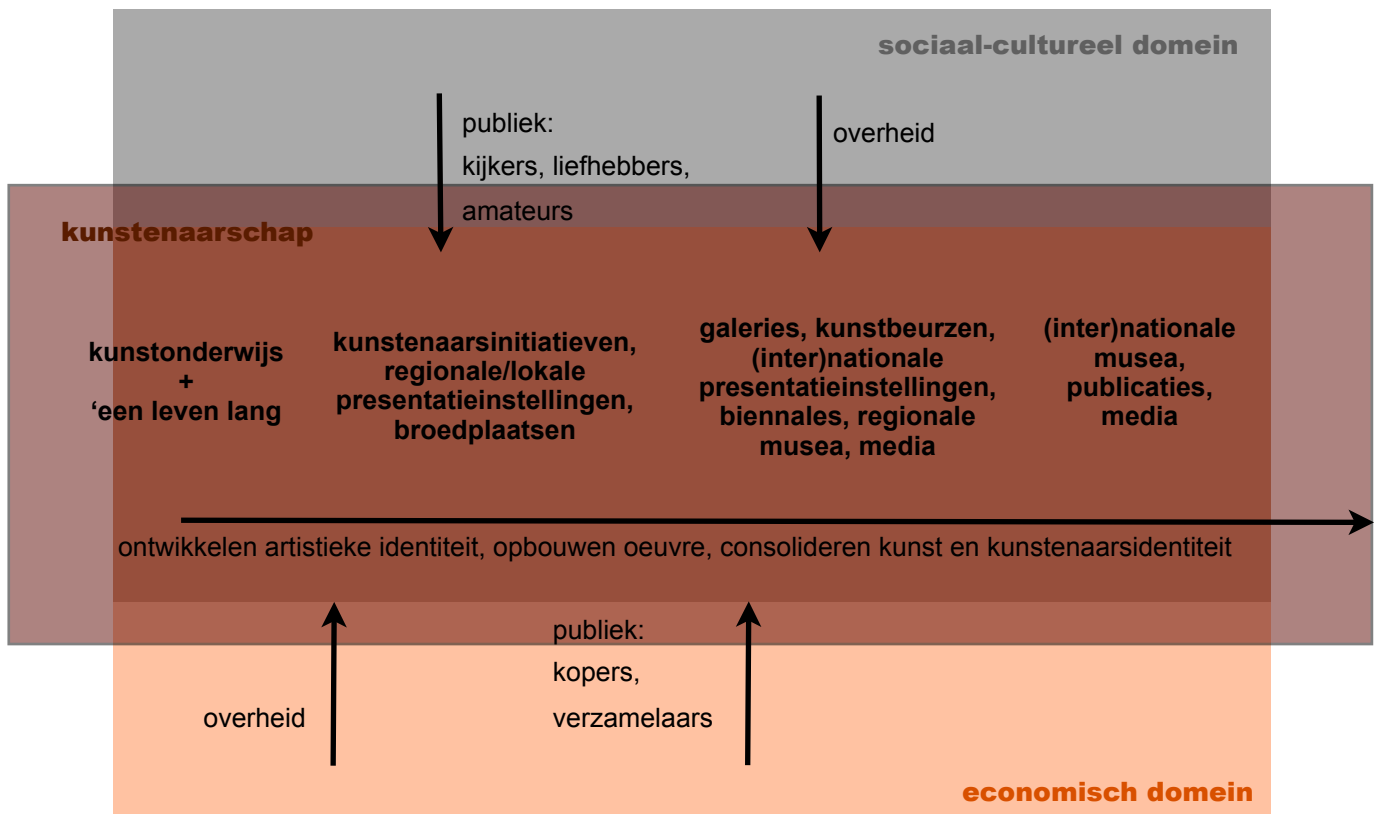 sociaal-cultureel domein
publiek:
kijkers, liefhebbers,
amateurs
overheid
kunstenaarschap
kunstonderwijs
+
‘een leven lang
kunstenaarsinitiatieven,
regionale/lokale
presentatieinstellingen,
broedplaatsen
galeries, kunstbeurzen,
(inter)nationale
presentatieinstellingen,
biennales, regionale
musea, media
(inter)nationale
musea,
publicaties,
media
ontwikkelen artistieke identiteit, opbouwen oeuvre, consolideren kunst en kunstenaarsidentiteit
overheid
publiek:
kopers,
verzamelaars
economisch domein